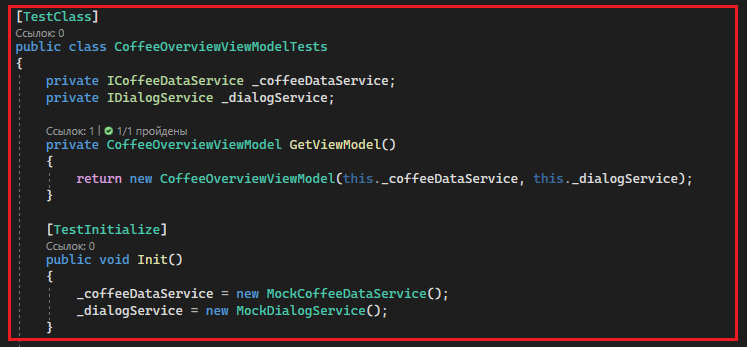 [TestClass]
Ссылок: 0
public class CoffeeOverviewViewModelTests
{
private ICoffeeDataService _coffeeDataService;
private IDialogService _dialogService;
Ссылок: 1 | 1/1 пройдены
private CoffeeOverviewViewModel GetViewModel()
{
return new CoffeeOverviewViewModel(this._coffeeDataService, this._dialogService);
}
[TestInitialize]
Ссылок: 0
public void Init()
{
_coffeeDataService = new MockCoffeeDataService();
_dialogService = new MockDialogService();
}